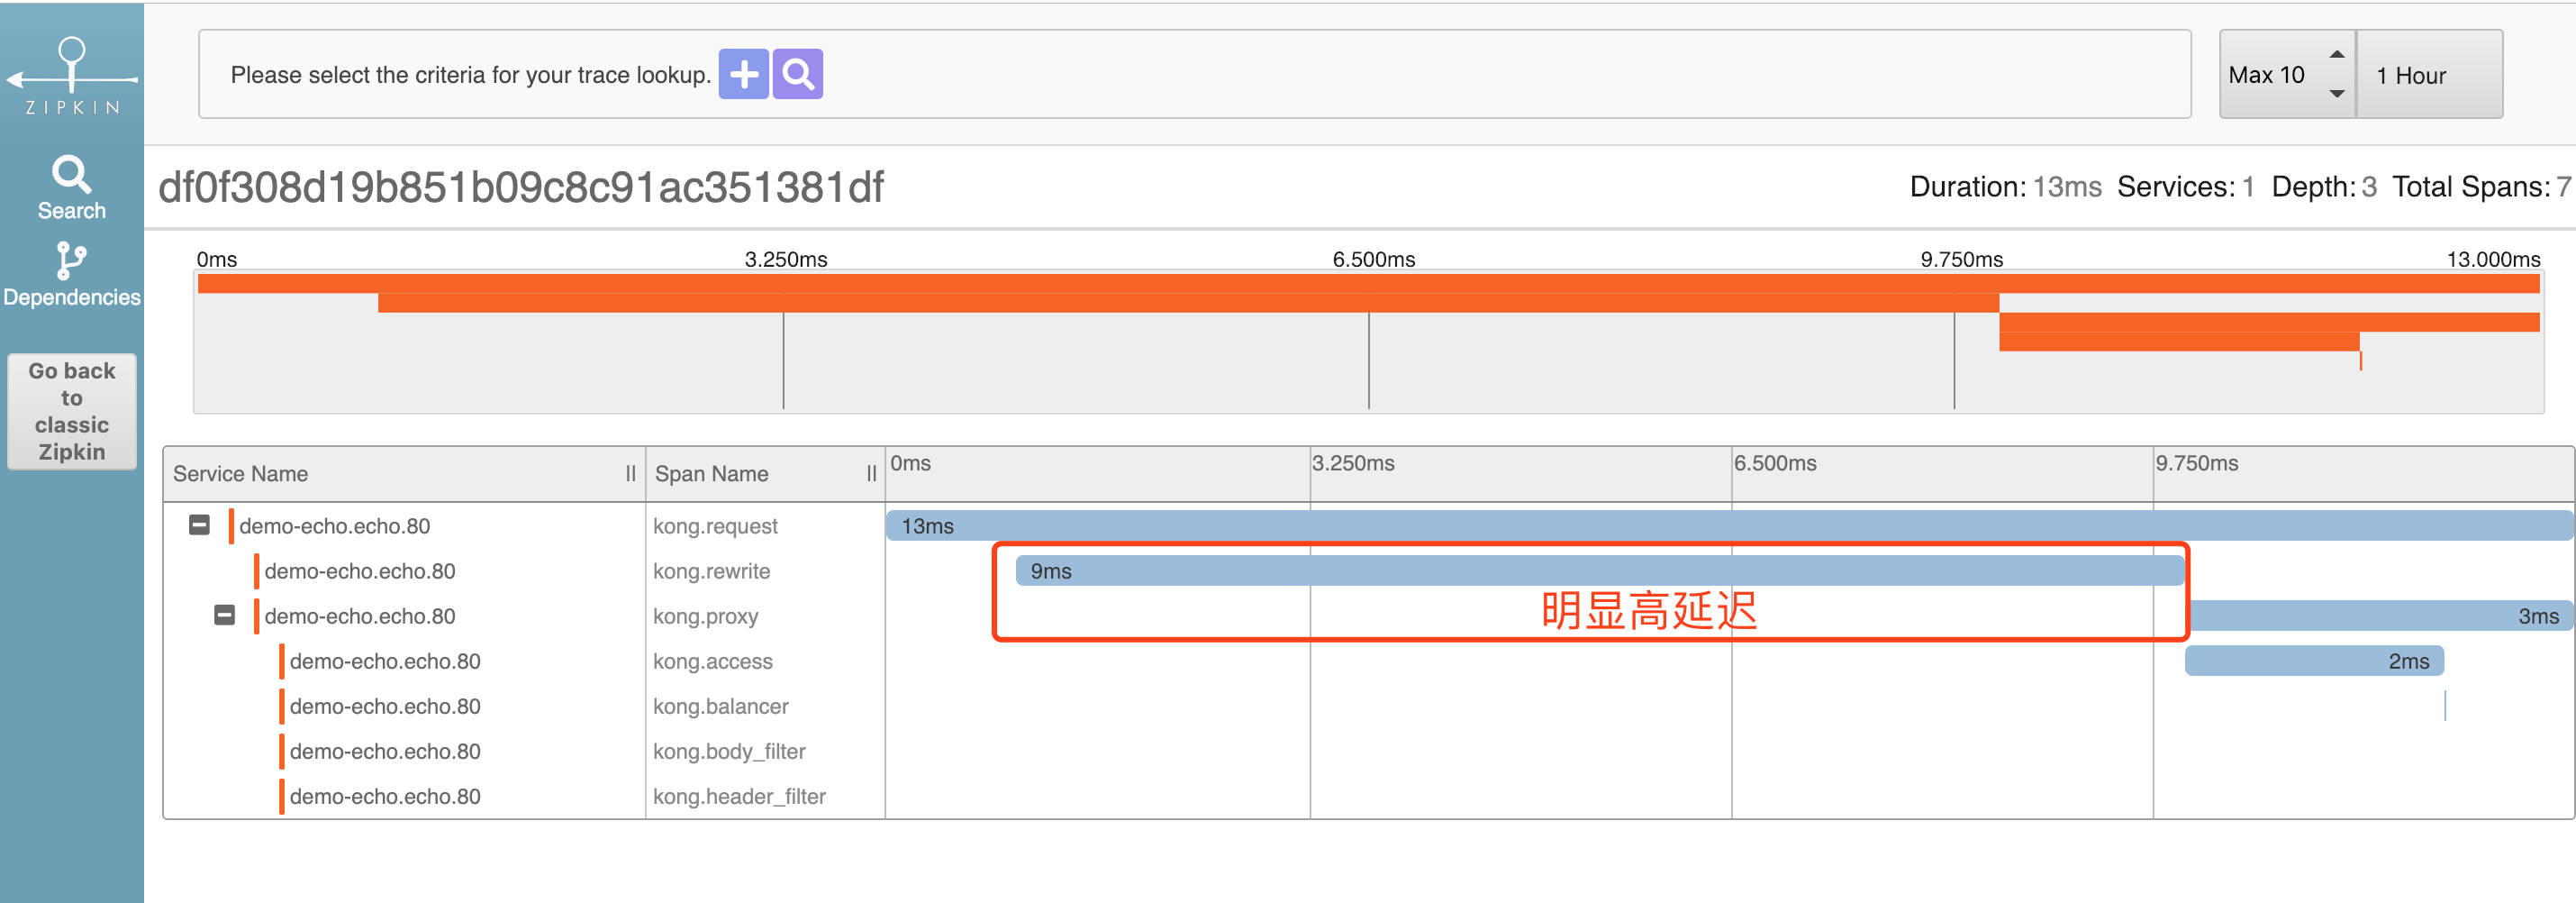 Please select the criteria for your trace lookup.
Max 10
1 Hour
ZIPKIN
Search
Dependencies
Go back
to
classic
Zipkin
df0f308d19b851b09c8c91ac351381df
Duration: 13ms Services: 1 Depth: 3 Total Spans: 7
0ms 3.250ms 6.500ms 9.750ms 13.000ms
Service Name Span Name 0ms 3.250ms 6.500ms 9.750ms
demo-echo.echo.80 kong.request 13ms
demo-echo.echo.80 kong.rewrite 9ms
明显高延迟
demo-echo.echo.80 kong.proxy 3ms
demo-echo.echo.80 kong.access 2ms
demo-echo.echo.80 kong.balancer
demo-echo.echo.80 kong.body_filter
demo-echo.echo.80 kong.header_filter